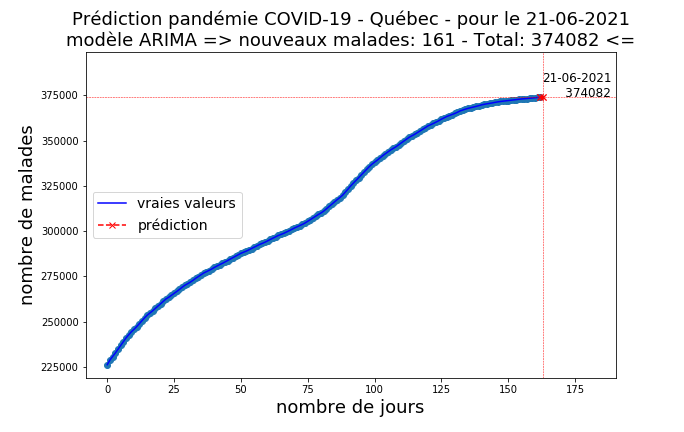 Prédiction pandémie COVID-19 - Québec - pour le 21-06-2021
modèle ARIMA => nouveaux malades: 161 - Total: 374082 <=
21-06-2021
374082
375000
350000
325000
300000
275000
250000
225000
nombre de malades
vraies valeurs
prédiction
0 25 50 75 100 125 150 175
nombre de jours